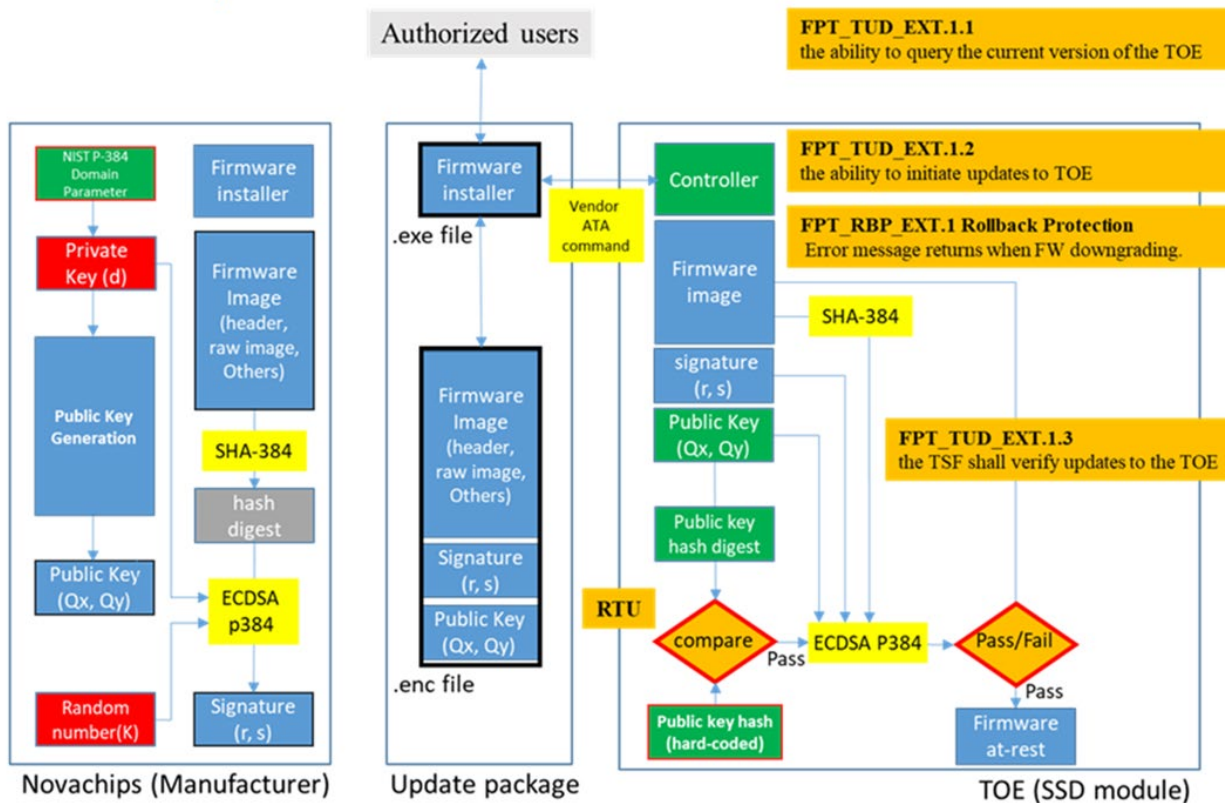 Authorized users
FPT_TUD_EXT.1.1
the ability to query the current version of the TOE
NIST P-384
Domain
Parameter
Private
Key (d)
Public Key
Generation
Public Key
(Qx, Qy)
Random
number(K)
Firmware
installer
Firmware
Image
(header,
raw image,
Others)
SHA-384
hash
digest
ECDSA
p384
Signature
(r, s)
Novachips (Manufacturer)
Firmware
installer
.exe file
Firmware
Image
(header,
raw image,
Others)
Signature
(r, s)
Public Key
(Qx, Qy)
.enc file
Update package
Vendor
ATA
command
Controller
Firmware
image
signature
(r, s)
Public Key
(Qx, Qy)
Public key
hash digest
RTU
compare
Pass
Public key hash
(hard-coded)
FPT_TUD_EXT.1.2
the ability to initiate updates to TOE
FPT_RBP_EXT.1 Rollback Protection
Error message returns when FW downgrading.
SHA-384
FPT_TUD_EXT.1.3
the TSF shall verify updates to the TOE
ECDSA P384
Pass/Fail
Pass
Firmware
at-rest
TOE (SSD module)